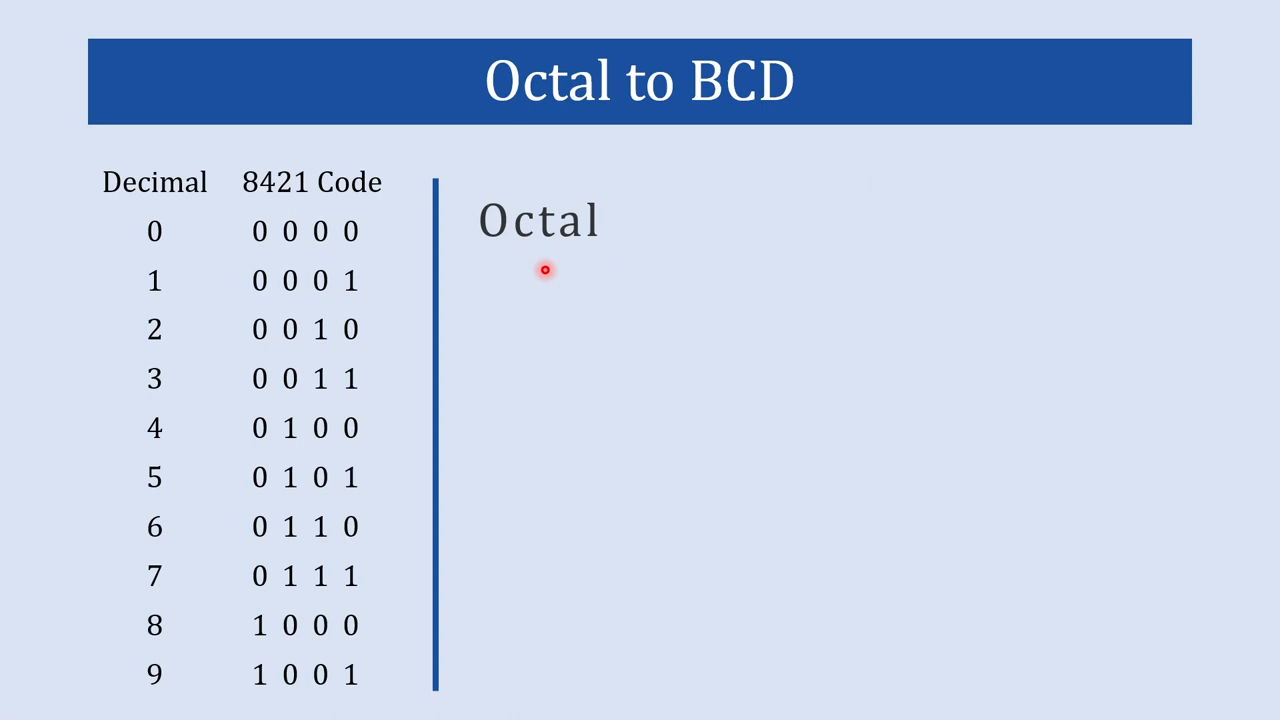 Octal to BCD
Decimal 8421 Code
0 0 0 0 0
1 0 0 0 1
2 0 0 1 0
3 0 0 1 1
4 0 1 0 0
5 0 1 0 1
6 0 1 1 0
7 0 1 1 1
8 1 0 0 0
9 1 0 0 1
Octal